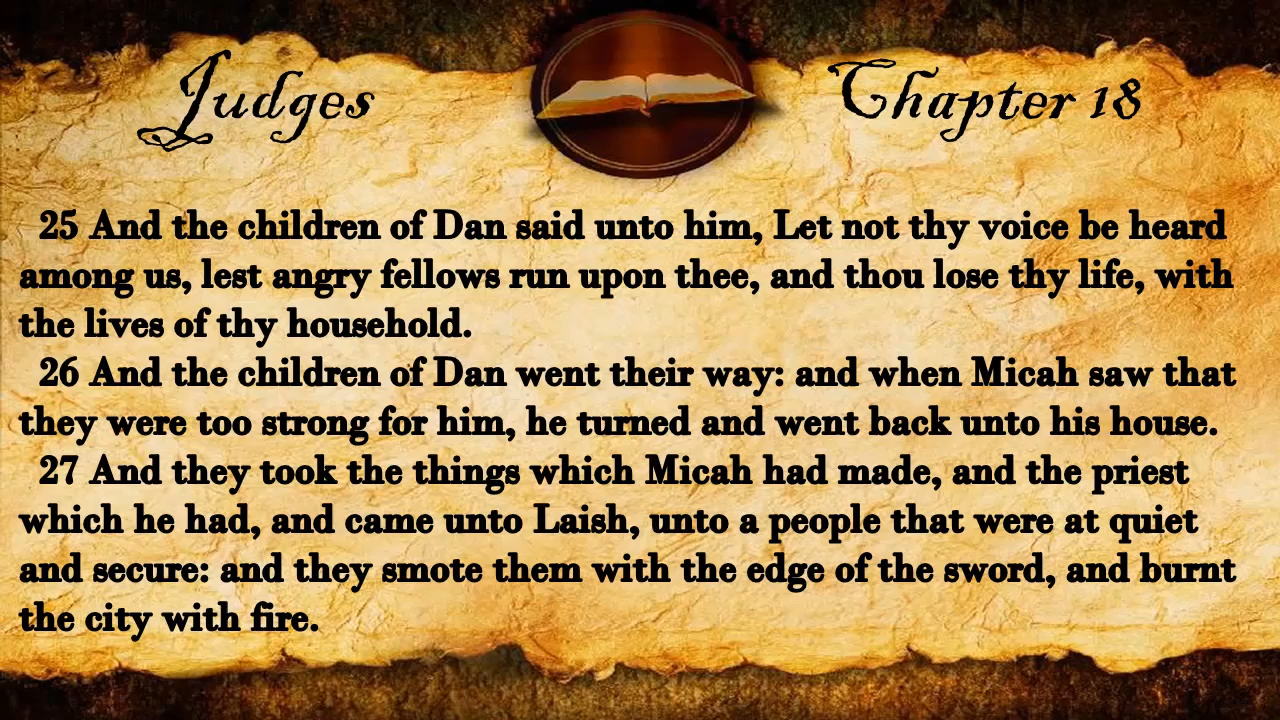 Judges Chapter 18
25 And the children of Dan said unto him, Let not thy voice be heard
among us, lest angry fellows run upon thee, and thou lose thy life, with
the lives of thy household.
26 And the children of Dan went their way: and when Micah saw that
they were too strong for him, he turned and went back unto his house.
27 And they took the things which Micah had made, and the priest
which he had, and came unto Laish, unto a people that were at quiet
and secure: and they smote them with the edge of the sword, and burnt
the city with fire.